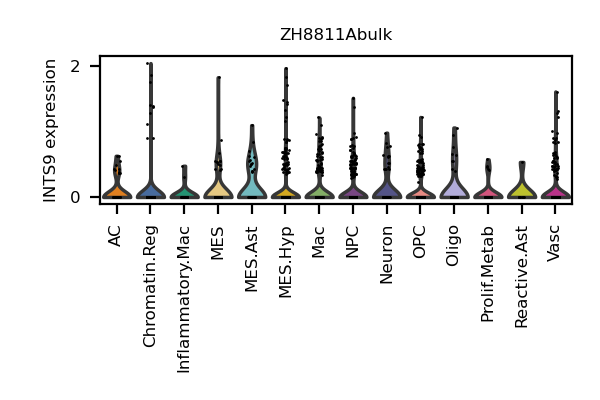 ZH8811Abulk
INTS9 expression
2
0
AC
Chromatin.Reg
Inflammatory.Mac
MES
MES.Ast
MES.Hyp
Mac
NPC
Neuron
OPC
Oligo
Prolif.Metab
Reactive.Ast
Vasc